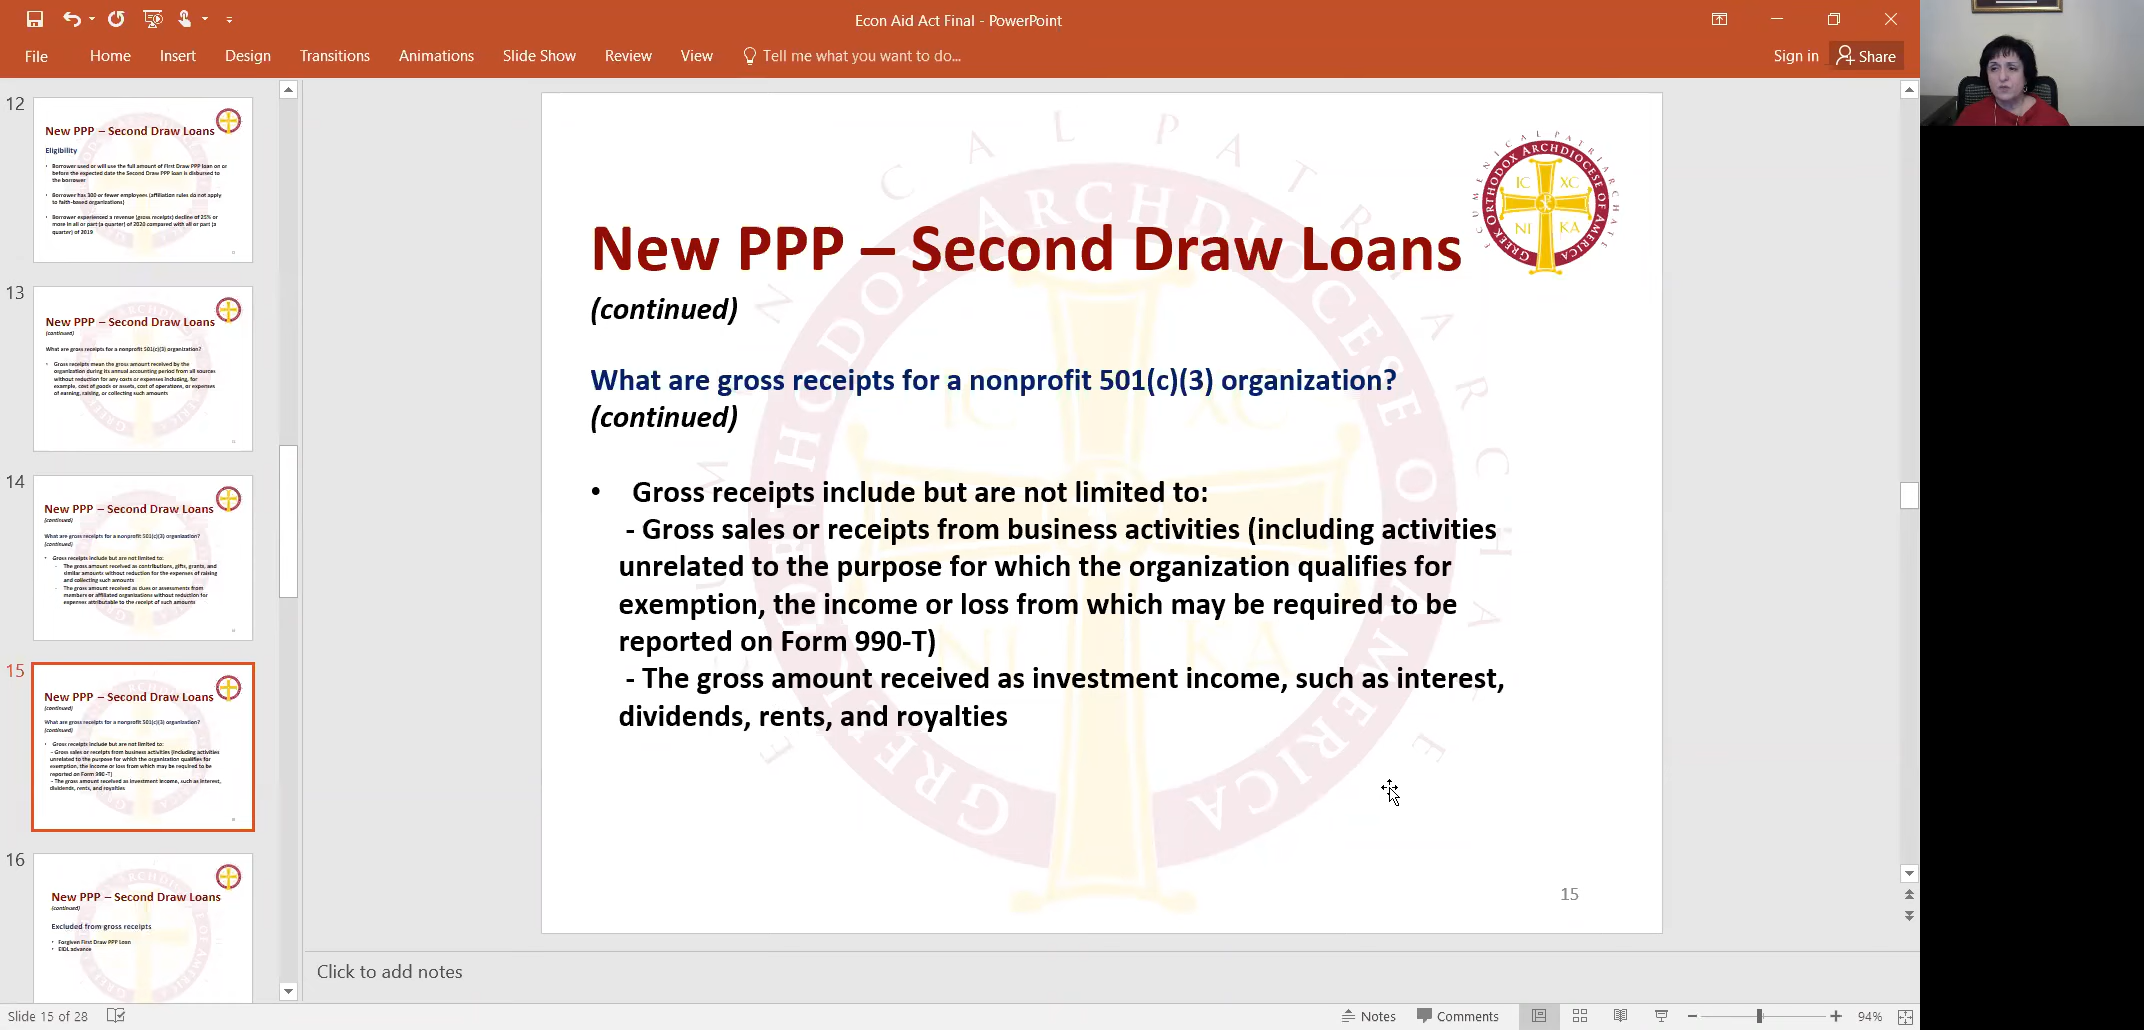 Econ Aid Act Final - PowerPoint
File Home Insert Design Transitions Animations Slide Show Review View Tell me what you want to do... Sign in Share
12
New PPP – Second Draw Loans
Eligibility
• Borrower used or will use the full amount of First Draw PPP loan on or
before the expected date the Second Draw PPP loan is disbursed to
the borrower
• Borrower has 300 or fewer employees (affiliation rules do not apply
to faith-based organizations)
• Borrower experienced a revenue (gross receipts) decline of 25% or
more in all or part (a quarter) of 2020 compared with all or part (a
quarter) of 2019
13
New PPP – Second Draw Loans
(continued)
What are gross receipts for a nonprofit 501(c)(3) organization?
• Gross receipts mean the gross amount received by the
organization during its annual accounting period from all sources
without reduction for any costs or expenses including, for
example, cost of goods or assets, cost of operations, or expenses
of earning, raising, or collecting such amounts
14
New PPP – Second Draw Loans
(continued)
What are gross receipts for a nonprofit 501(c)(3) organization?
(continued)
• Gross receipts include but are not limited to:
– The gross amount received as contributions, gifts, grants, and
similar amounts without reduction for the expenses of raising
and collecting such amounts
– The gross amount received as dues or assessments from
members or affiliated organizations without reduction for
expenses attributable to the receipt of such amounts
15
New PPP – Second Draw Loans
(continued)
What are gross receipts for a nonprofit 501(c)(3) organization?
(continued)
• Gross receipts include but are not limited to:
- Gross sales or receipts from business activities (including activities
unrelated to the purpose for which the organization qualifies for
exemption, the income or loss from which may be required to be
reported on Form 990-T)
- The gross amount received as investment income, such as interest,
dividends, rents, and royalties
16
New PPP – Second Draw Loans
(continued)
Excluded from gross receipts
• Forgiven First Draw PPP Loan
• EIDL advance
New PPP – Second Draw Loans
(continued)
ECUMENICAL PATRIARCHATE
GREEK ORTHODOX ARCHDIOCESE OF AMERICA
IC XC
NI KA
What are gross receipts for a nonprofit 501(c)(3) organization?
(continued)
• Gross receipts include but are not limited to:
- Gross sales or receipts from business activities (including activities
unrelated to the purpose for which the organization qualifies for
exemption, the income or loss from which may be required to be
reported on Form 990-T)
- The gross amount received as investment income, such as interest,
dividends, rents, and royalties
15
Click to add notes
Slide 15 of 28 Notes Comments 94%